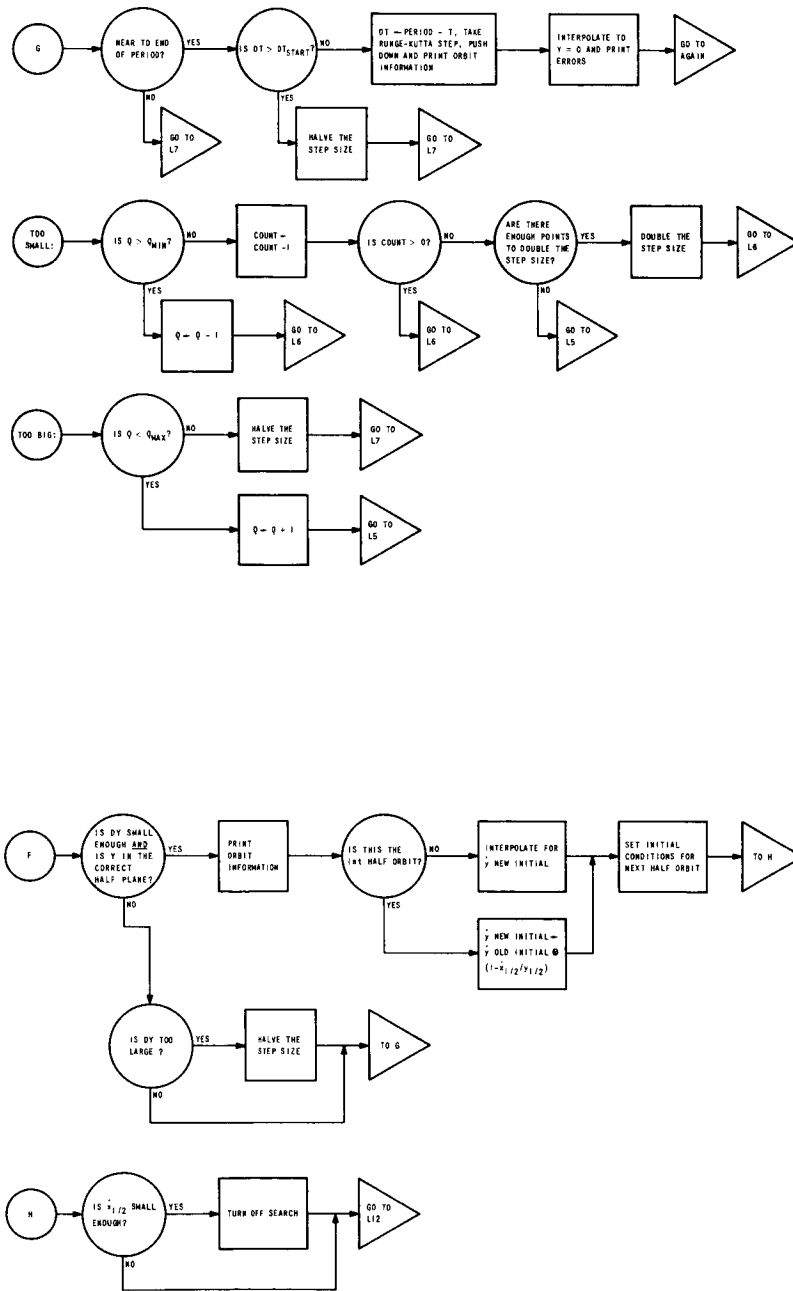 G
NEAR TO END
OF PERIOD?
YES
NO
GO TO
L7
IS DT > DTSTART?
NO
YES
HALVE THE
STEP SIZE
GO TO
L7
DT ← PERIOD - T, TAKE
RUNGE-KUTTA STEP, PUSH
DOWN AND PRINT ORBIT
INFORMATION
INTERPOLATE TO
Y = 0 AND PRINT
ERRORS
GO TO
AGAIN
TOO
SMALL:
IS Q > QMIN?
NO
YES
Q ← Q - 1
GO TO
L6
COUNT ←
COUNT -1
IS COUNT > 0?
NO
YES
GO TO
L6
ARE THERE
ENOUGH POINTS
TO DOUBLE THE
STEP SIZE?
YES
NO
GO TO
L5
DOUBLE THE
STEP SIZE
GO TO
L6
TOO BIG:
IS Q < QMAX?
NO
YES
HALVE THE
STEP SIZE
GO TO
L7
Q ← Q + 1
GO TO
L5
F
IS DY SMALL
ENOUGH AND
IS Y IN THE
CORRECT
HALF PLANE?
YES
NO
PRINT
ORBIT
INFORMATION
IS THIS THE
1nt HALF ORBIT?
NO
YES
INTERPOLATE FOR
ẏ NEW INITIAL
ẏ NEW INITIAL ←
ẏ OLD INITIAL ⊗
(1-ẋ1/2/y1/2)
SET INITIAL
CONDITIONS FOR
NEXT HALF ORBIT
TO H
IS DY TOO
LARGE ?
YES
NO
HALVE THE
STEP SIZE
TO G
H
IS ẋ1/2 SMALL
ENOUGH?
YES
NO
TURN OFF SEARCH
GO TO
L12